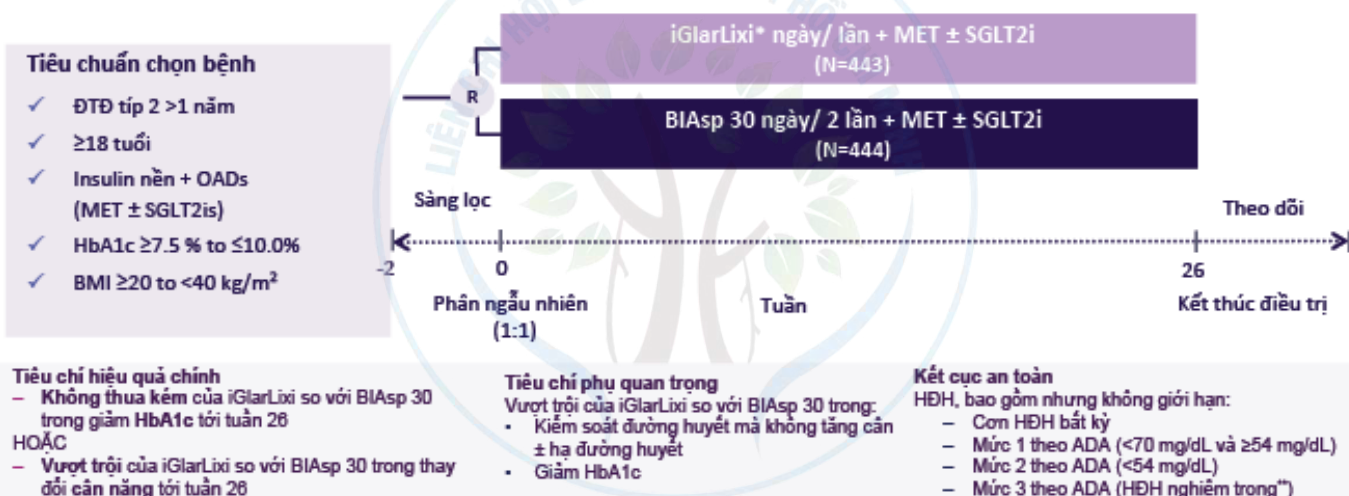 iGlarLixi* ngày/ lần + MET ± SGLT2i
(N=443)
Tiêu chuẩn chọn bệnh
✓ ĐTĐ típ 2 >1 năm
✓ ≥18 tuổi
✓ Insulin nền + OADs
(MET ± SGLT2is)
✓ HbA1c ≥7.5 % to ≤10.0%
✓ BMI ≥20 to <40 kg/m²
R
BIAsp 30 ngày/ 2 lần + MET ± SGLT2i
(N=444)
Sàng lọc
Theo dõi
-2
0
26
Phân ngẫu nhiên
(1:1)
Tuần
Kết thúc điều trị
Tiêu chí hiệu quả chính
– Không thua kém của iGlarLixi so với BIAsp 30
trong giảm HbA1c tới tuần 26
HOẶC
– Vượt trội của iGlarLixi so với BIAsp 30 trong thay
đổi cân nặng tới tuần 26
Tiêu chí phụ quan trọng
Vượt trội của iGlarLixi so với BIAsp 30 trong:
• Kiểm soát đường huyết mà không tăng cân
± hạ đường huyết
• Giảm HbA1c
Kết cục an toàn
HĐH, bao gồm nhưng không giới hạn:
– Cơn HĐH bất kỳ
– Mức 1 theo ADA (<70 mg/dL và ≥54 mg/dL)
– Mức 2 theo ADA (<54 mg/dL)
– Mức 3 theo ADA (HĐH nghiêm trọng**)
LIÊN
HỘI